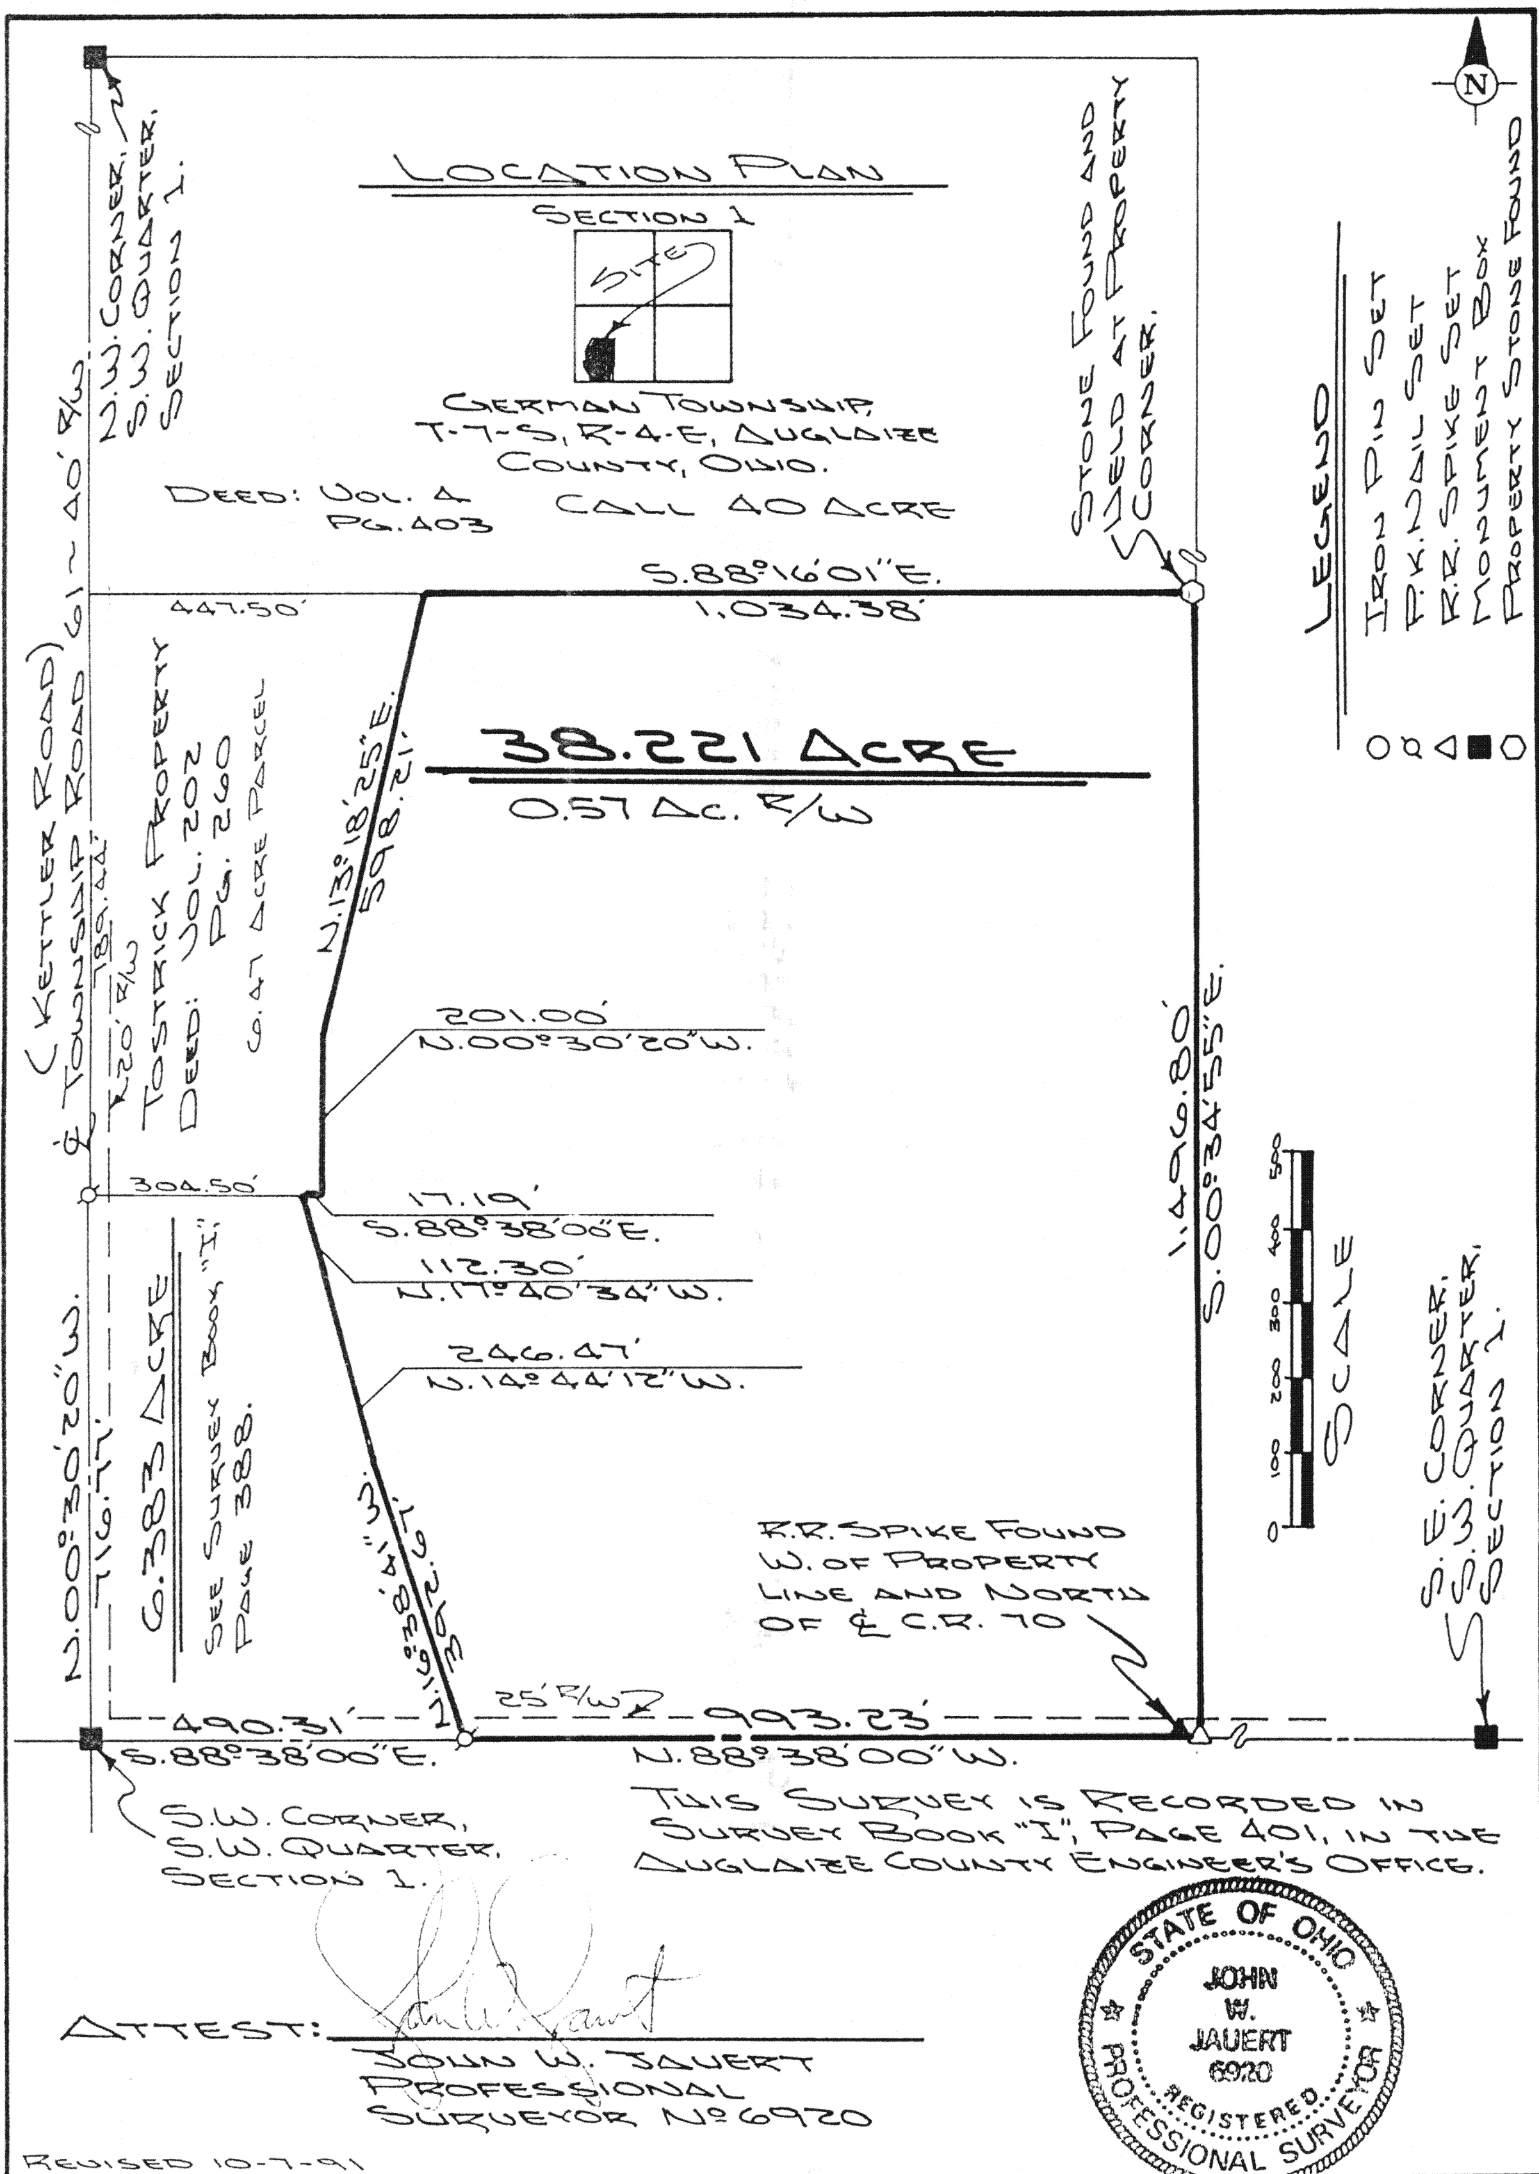 N
N.W. CORNER,
S.W. QUARTER,
SECTION 1.
LOCATION PLAN
SECTION 1
SITE
GERMAN TOWNSHIP,
T-7-S, R-4-E, AUGLAIZE
COUNTY, OHIO.
DEED: VOL. 4
PG. 403
CALL 40 ACRE
STONE FOUND AND
HELD AT PROPERTY
CORNER.
LEGEND
IRON PIN SET
P.K. NAIL SET
R.R. SPIKE SET
MONUMENT BOX
PROPERTY STONE FOUND
S.88°16'01"E.
1,034.38'
447.50'
(KETTLER ROAD)
℄ TOWNSHIP ROAD 61 ~ 40' R/W
789.44'
20' R/W
TOSTRICK PROPERTY
DEED: VOL. 202
PG. 260
6.47 ACRE PARCEL
N.13°18'25"E.
598.21'
38.221 ACRE
0.57 AC. R/W
201.00'
N.00°30'20"W.
304.50'
17.19'
S.88°38'00"E.
112.30'
N.17°40'34"W.
246.47'
N.14°44'12"W.
1,496.80'
S.00°34'55"E.
0 100 200 300 400 500
SCALE
N.00°30'20"W.
716.77'
6.383 ACRE
SEE SURVEY BOOK "I",
PAGE 388.
392.67'
R.R. SPIKE FOUND
W. OF PROPERTY
LINE AND NORTH
OF ℄ C.R. 70
S.E. CORNER,
S.W. QUARTER,
SECTION 1.
25' R/W
490.31'
S.88°38'00"E.
993.23'
N.88°38'00"W.
S.W. CORNER,
S.W. QUARTER,
SECTION 1.
THIS SURVEY IS RECORDED IN
SURVEY BOOK "I", PAGE 401, IN THE
AUGLAIZE COUNTY ENGINEER'S OFFICE.
ATTEST:
JOHN W. JAUERT
PROFESSIONAL
SURVEYOR Nº 6920
STATE OF OHIO
JOHN
W.
JAUERT
6920
REGISTERED
PROFESSIONAL SURVEYOR
REVISED 10-7-91